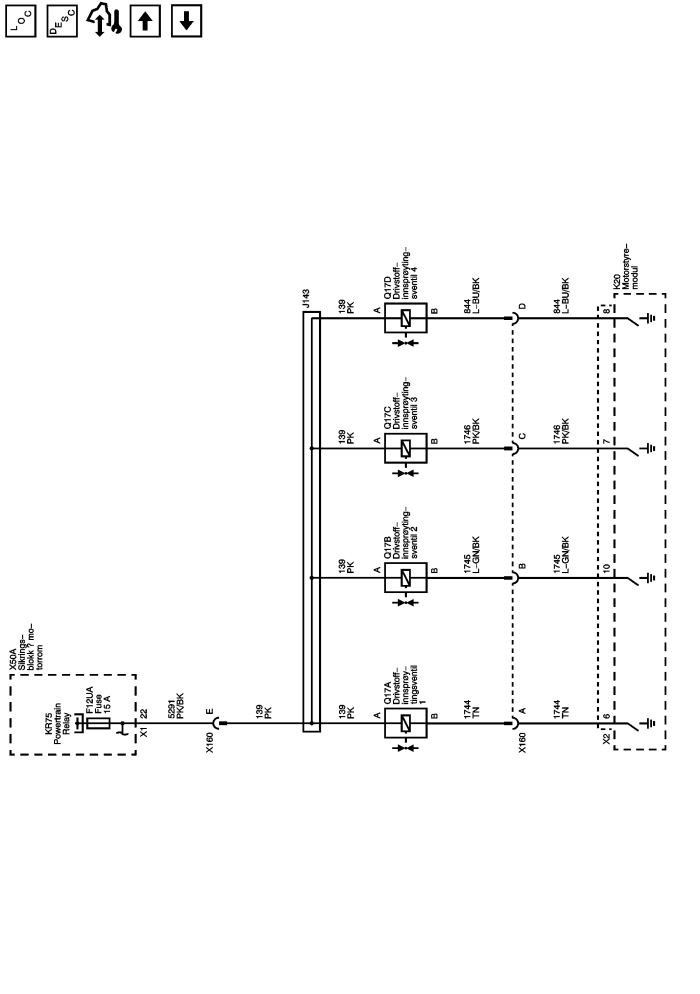 LOC
DESC
X50A
Sikrings–
blokk ? mo–
torrom
KR75
Powertrain
Relay
F12UA
Fuse
15 A
X1
22
5291
PK/BK
X160
E
139
PK
J143
139
PK
A
Q17A
Drivstoff–
innsprøy–
tingsventil
1
B
1744
TN
X160
A
1744
TN
X2
6
139
PK
A
Q17B
Drivstoff–
innsprøyting–
sventil 2
B
1745
L–GN/BK
B
1745
L–GN/BK
10
139
PK
A
Q17C
Drivstoff–
innsprøyting–
sventil 3
B
1746
PK/BK
C
1746
PK/BK
7
139
PK
A
Q17D
Drivstoff–
innsprøyting–
sventil 4
B
844
L–BU/BK
D
844
L–BU/BK
8
K20
Motorstyre–
modul